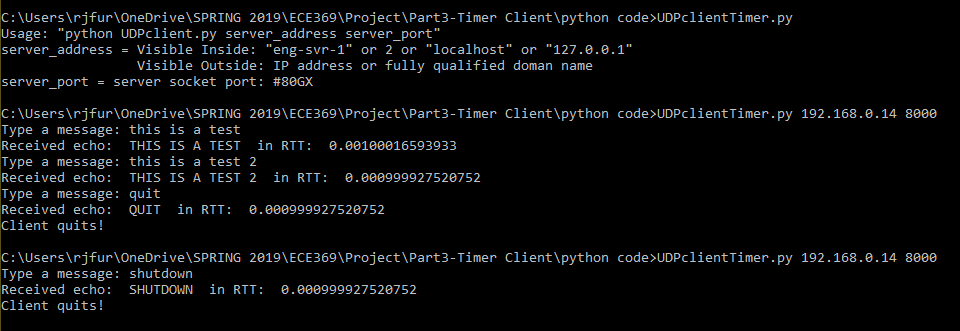 C:\Users\rjfur\OneDrive\SPRING 2019\ECE369\Project\Part3-Timer Client\python code>UDPclientTimer.py
Usage: "python UDPclient.py server_address server_port"
server_address = Visible Inside: "eng-svr-1" or 2 or "localhost" or "127.0.0.1"
Visible Outside: IP address or fully qualified doman name
server_port = server socket port: #80GX
C:\Users\rjfur\OneDrive\SPRING 2019\ECE369\Project\Part3-Timer Client\python code>UDPclientTimer.py 192.168.0.14 8000
Type a message: this is a test
Received echo:  THIS IS A TEST  in RTT:  0.00100016593933
Type a message: this is a test 2
Received echo:  THIS IS A TEST 2  in RTT:  0.000999927520752
Type a message: quit
Received echo:  QUIT  in RTT:  0.000999927520752
Client quits!
C:\Users\rjfur\OneDrive\SPRING 2019\ECE369\Project\Part3-Timer Client\python code>UDPclientTimer.py 192.168.0.14 8000
Type a message: shutdown
Received echo:  SHUTDOWN  in RTT:  0.000999927520752
Client quits!